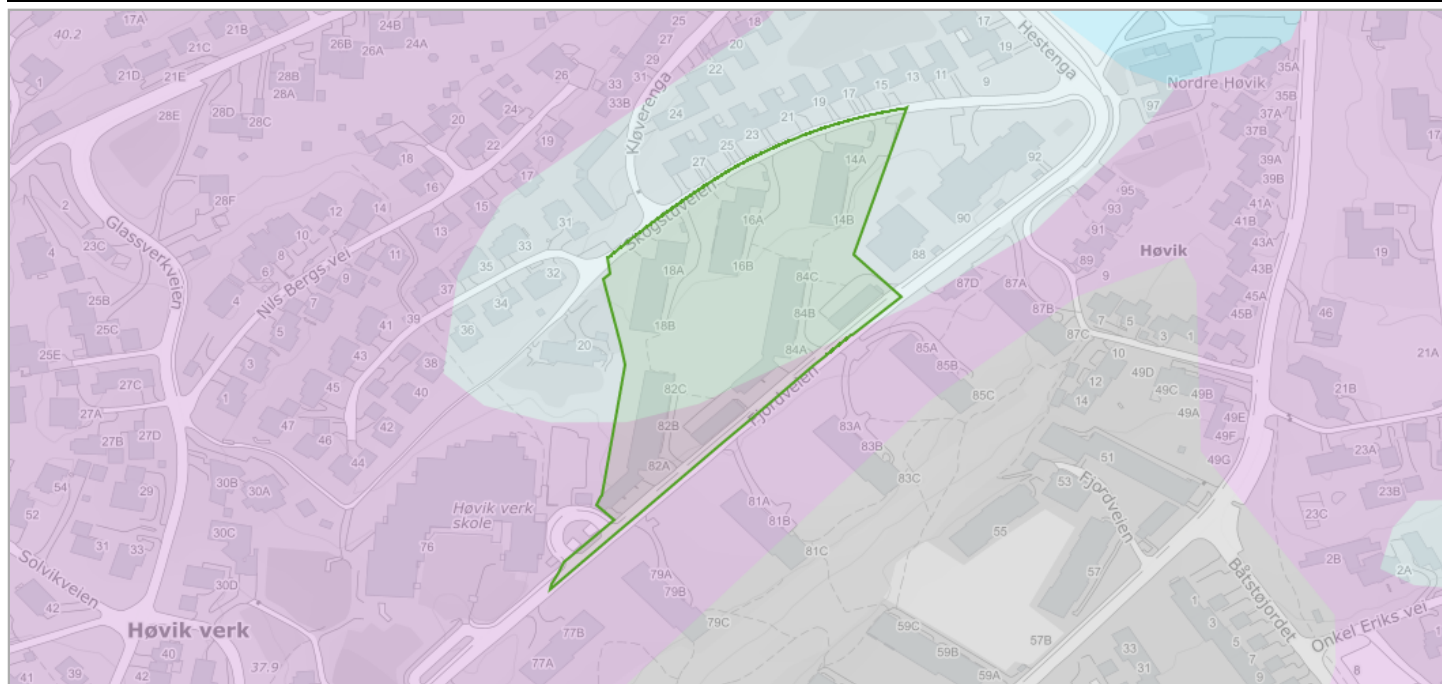 40.2
17A
21B
21C
21D
21E
24B
24A
26B
26A
28B
28A
28D
28C
28E
28F
26
24
22
20
19
17
15
13
18
16
14
12
10
8
6
4
2
23C
25B
25C
25E
27C
27A
27B
27D
Glassverkveien
Nils Bergs vei
11
9
7
5
3
1
41
39
37
43
45
47
46
44
42
40
38
36
34
35
33
32
31
20
25
27
29
31
33
33B
18
20
22
24
Kløverenga
Skogstuveien
27
25
23
21
19
17
15
13
11
9
17
19
Hestenga
Nordre Høvik
97
92
90
88
95
93
91
89
9
Høvik
14A
14B
16A
16B
18A
18B
84C
84B
84A
82C
82B
82A
Fjordveien
87D
87A
87B
87C
85A
85B
85C
83A
83B
83C
81A
81B
81C
79A
79B
79C
77B
77A
Høvik verk
skole
76
30B
30A
30C
30D
54
52
29
31
33
42
Solvikveien
Høvik verk
40
42
41
39
37.9
35A
35B
37A
37B
39A
39B
41A
41B
43A
43B
45A
45B
46
19
17
21A
21B
7
5
3
1
10
12
14
49D
49C
49B
49A
49E
49F
49G
51
53
55
57
57B
Fjordveien
59C
59B
59A
33
31
1
3
5
7
9
Båtstøjordet
Onkel Eriks vei
23B
23C
2B
2A
8